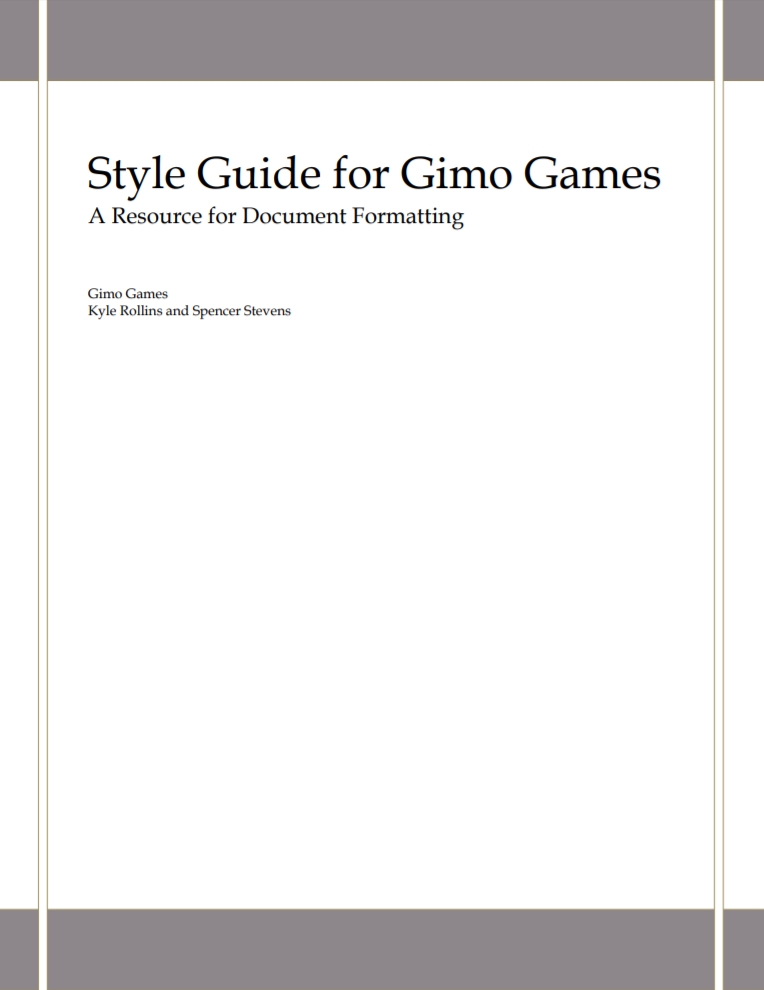 Style Guide for Gimo Games
A Resource for Document Formatting
Gimo Games
Kyle Rollins and Spencer Stevens